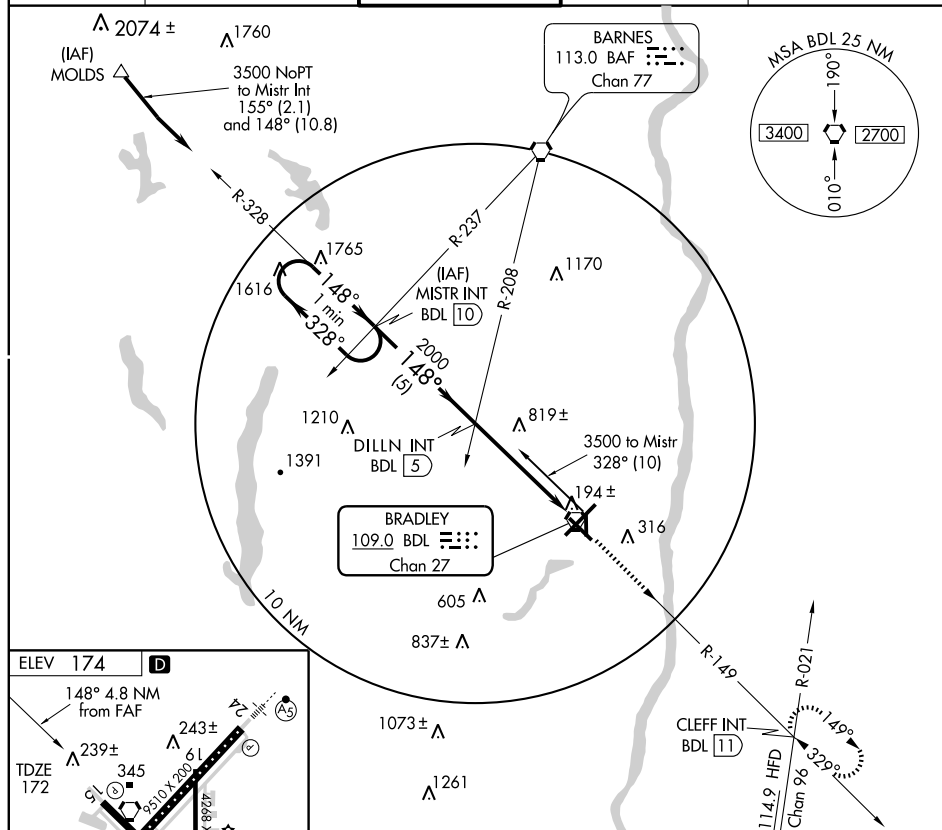 2074 ±
1760
(IAF)
MOLDS
3500 NoPT
to Mistr Int
155° (2.1)
and 148° (10.8)
BARNES
113.0 BAF
Chan 77
MSA BDL 25 NM
190°
3400
2700
010°
R-328
R-237
R-208
1765
1616
148°
1 min
328°
(IAF)
MISTR INT
BDL 10
1170
2000
148°
(5)
1210
819 ±
DILLN INT
BDL 5
3500 to Mistr
328° (10)
1391
194 ±
BRADLEY
109.0 BDL
Chan 27
316
605
10 NM
837 ±
R-149
R-021
ELEV 174
D
148° 4.8 NM
from FAF
24
A5
243 ±
239 ±
P
19
TDZE
172
345
P
15
9510 X 200
4268 X
1073 ±
CLEFF INT
BDL 11
149°
329°
1261
114.9 HFD
Chan 96